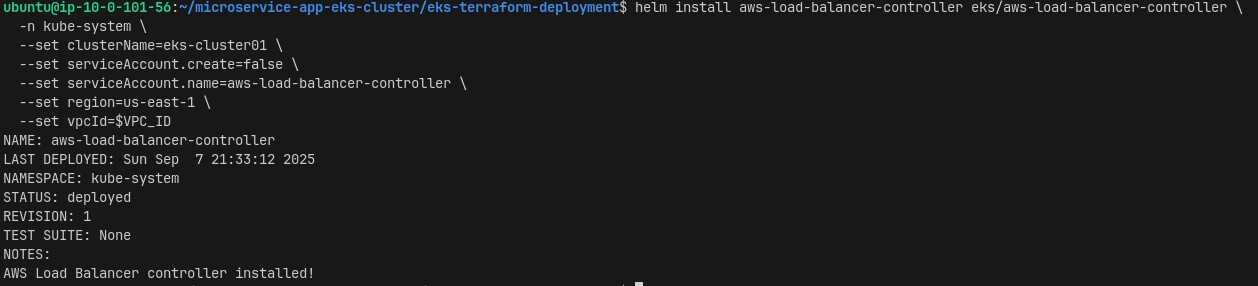 ubuntu@ip-10-0-101-56:~/microservice-app-eks-cluster/eks-terraform-deployment$ helm install aws-load-balancer-controller eks/aws-load-balancer-controller \
  -n kube-system \
  --set clusterName=eks-cluster01 \
  --set serviceAccount.create=false \
  --set serviceAccount.name=aws-load-balancer-controller \
  --set region=us-east-1 \
  --set vpcId=$VPC_ID
NAME: aws-load-balancer-controller
LAST DEPLOYED: Sun Sep  7 21:33:12 2025
NAMESPACE: kube-system
STATUS: deployed
REVISION: 1
TEST SUITE: None
NOTES:
AWS Load Balancer controller installed!